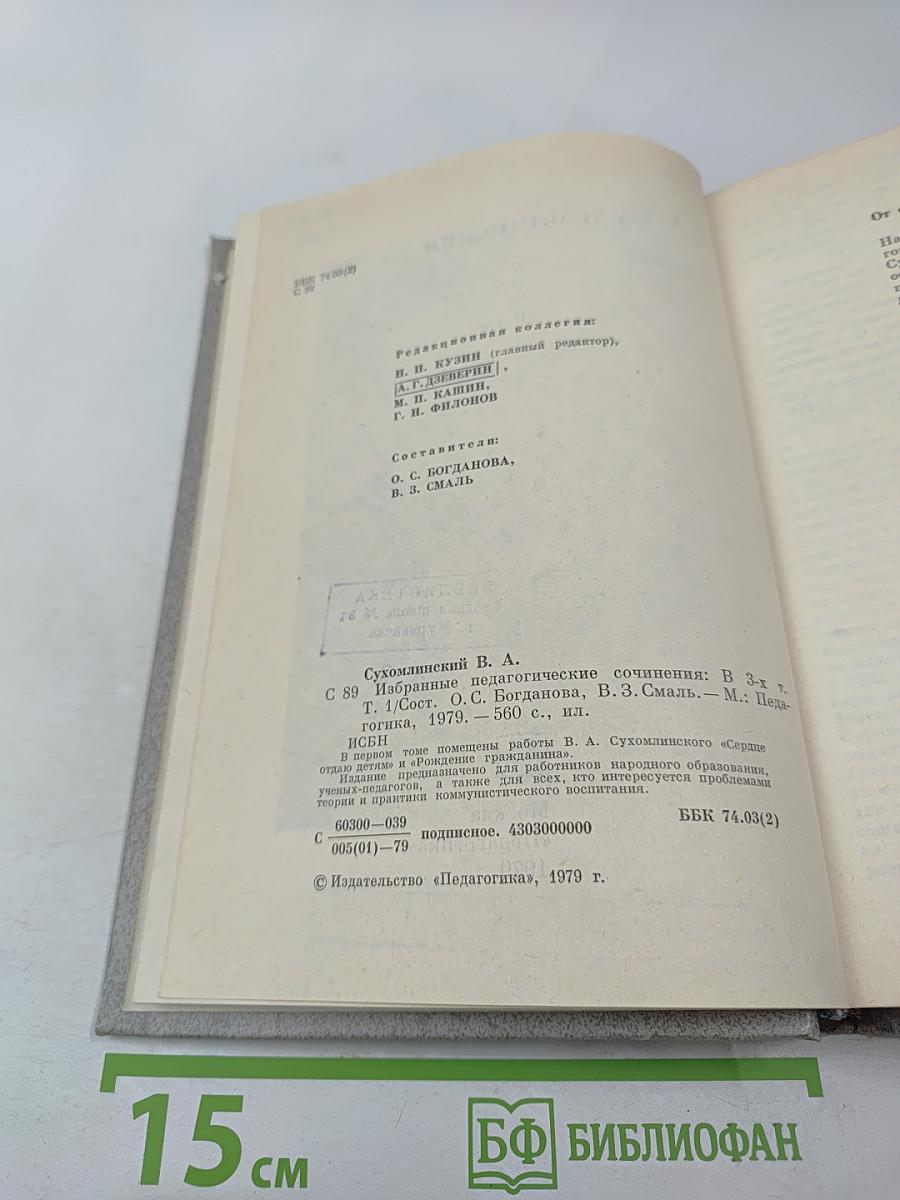 ББК 74.03(2)
С 89
Редакционная коллегия:
Н. П. КУЗИН (главный редактор),
А. Г. ДЗЕВЕРИН ,
М. П. КАШИН,
Г. Н. ФИЛОНОВ
Составители:
О. С. БОГДАНОВА,
В. З. СМАЛЬ
БИБЛИОТЕКА
Сухомлинский В. А.
С 89 Избранные педагогические сочинения: В 3-х т.
Т. 1/Сост. О. С. Богданова, В. З. Смаль. — М.: Педа-
гогика, 1979. — 560 с., ил.
ИСБН
В первом томе помещены работы В. А. Сухомлинского «Сердце
отдаю детям» и «Рождение гражданина».
Издание предназначено для работников народного образования,
ученых-педагогов, а также для всех, кто интересуется проблемами
теории и практики коммунистического воспитания.
С 60300—039
005(01)—79 подписное. 4303000000
ББК 74.03(2)
© Издательство «Педагогика», 1979 г.
От
15 см
БФ БИБЛИОФАН